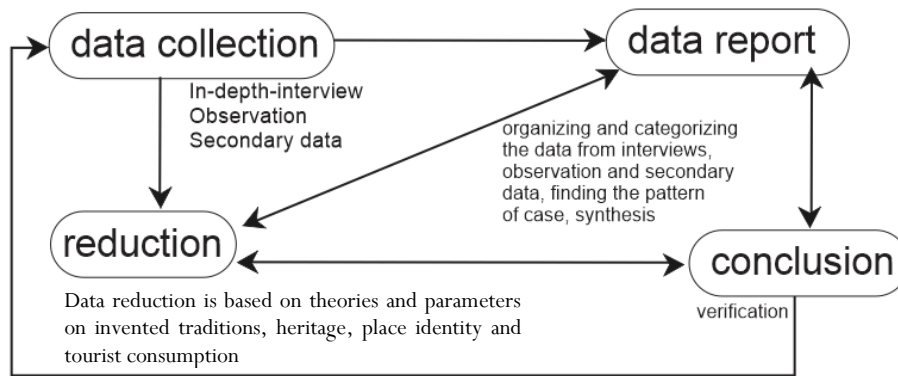 data collection
data report
In-depth-interview
Observation
Secondary data
organizing and categorizing
the data from interviews,
observation and secondary
data, finding the pattern
of case, synthesis
reduction
conclusion
Data reduction is based on theories and parameters
on invented traditions, heritage, place identity and
tourist consumption
verification